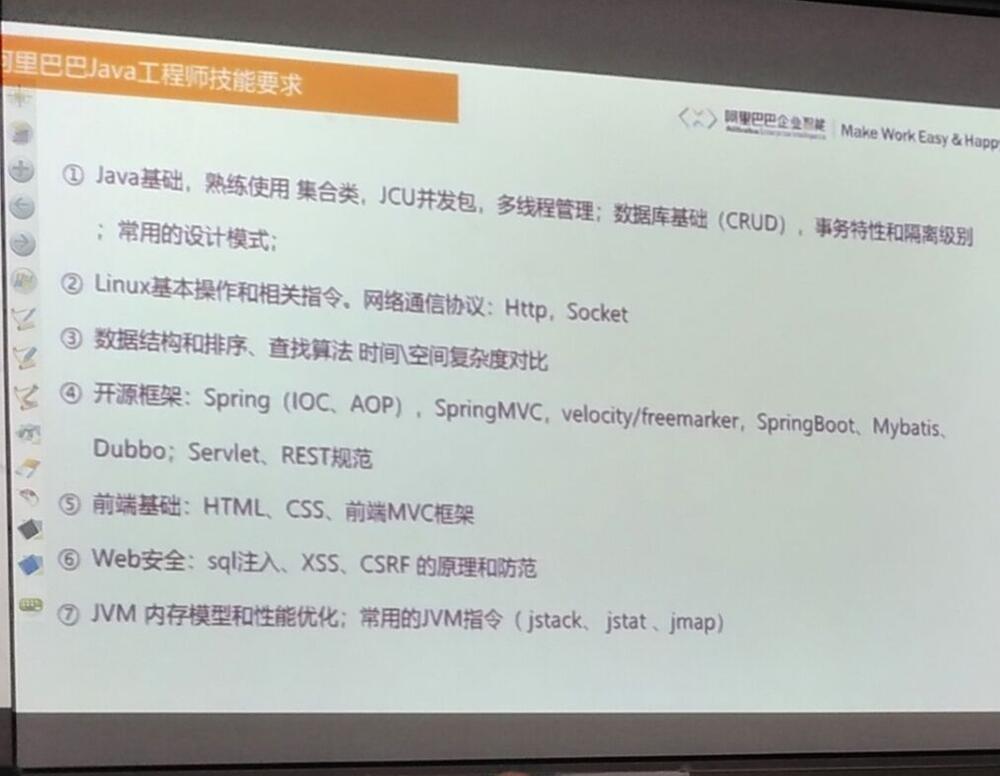 阿里巴巴Java工程师技能要求
阿里巴巴企业智能
Alibaba Enterprise Intelligence
Make Work Easy & Happy
① Java基础，熟练使用 集合类，JCU并发包，多线程管理；数据库基础（CRUD），事务特性和隔离级别
；常用的设计模式；
② Linux基本操作和相关指令。网络通信协议：Http，Socket
③ 数据结构和排序、查找算法 时间\空间复杂度对比
④ 开源框架：Spring（IOC、AOP），SpringMVC，velocity/freemarker，SpringBoot、Mybatis、
Dubbo；Servlet、REST规范
⑤ 前端基础：HTML、CSS、前端MVC框架
⑥ Web安全：sql注入、XSS、CSRF 的原理和防范
⑦ JVM 内存模型和性能优化；常用的JVM指令（ jstack、 jstat 、jmap）